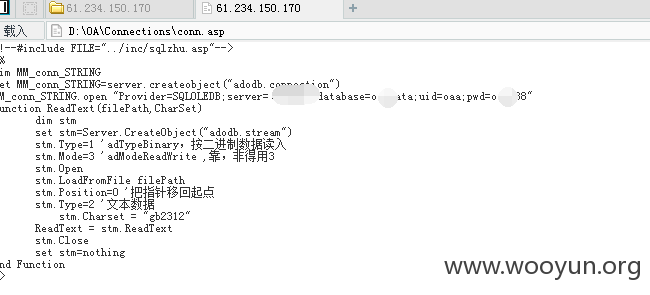 61.234.150.170
61.234.150.170
载入
D:\OA\Connections\conn.asp
!--#include FILE="../inc/sqlzhu.asp"-->
%
im MM_conn_STRING
et MM_conn_STRING=server.createobject("adodb.connection")
M_conn_STRING.open "Provider=SQLOLEDB;server= database=o ata;uid=oaa;pwd=o 88"
unction ReadText(filePath,CharSet)
dim stm
set stm=Server.CreateObject("adodb.stream")
stm.Type=1 'adTypeBinary，按二进制数据读入
stm.Mode=3 'adModeReadWrite ,靠，非得用3
stm.Open
stm.LoadFromFile filePath
stm.Position=0 '把指针移回起点
stm.Type=2 '文本数据
stm.Charset = "gb2312"
ReadText = stm.ReadText
stm.Close
set stm=nothing
nd Function
>
www.wooyun.org